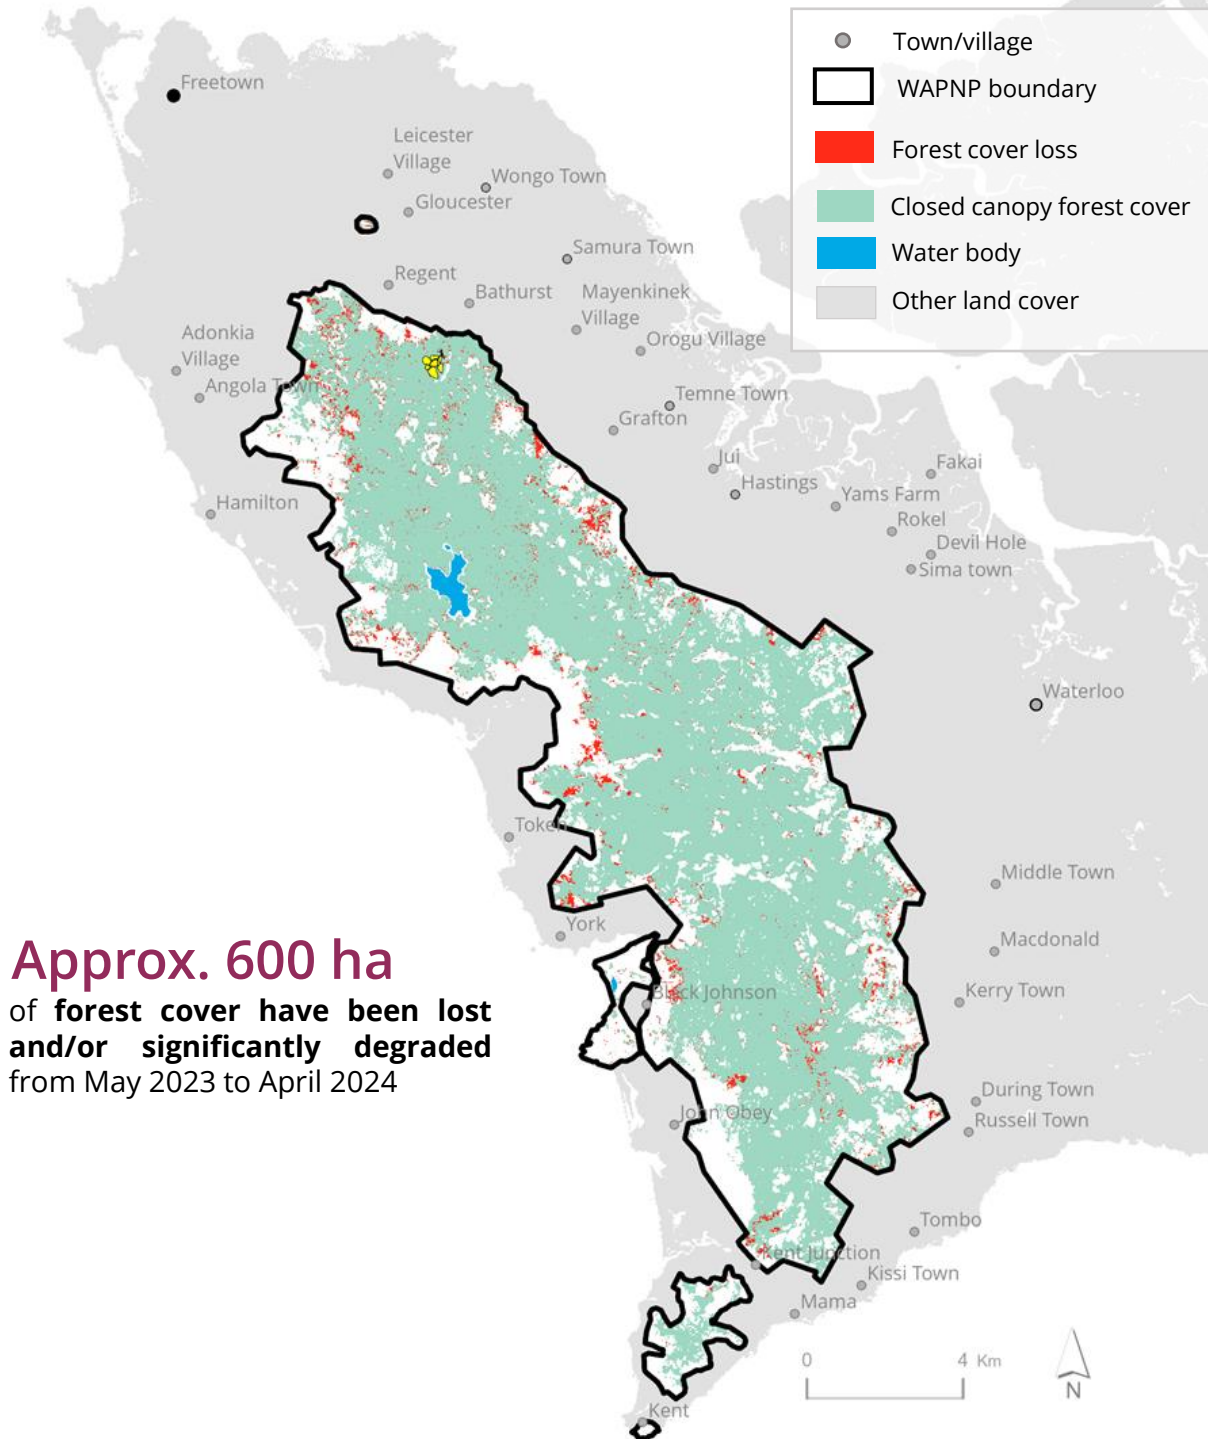 Town/village
WAPNP boundary
Forest cover loss
Closed canopy forest cover
Water body
Other land cover
Freetown
Leicester
Village
Wongo Town
Gloucester
Samura Town
Regent
Bathurst
Mayenkinek
Village
Adonkia
Village
Orogu Village
Angola Town
Temne Town
Grafton
Jui
Hastings
Fakai
Yams Farm
Hamilton
Rokel
Devil Hole
Sima town
Waterloo
Token
Middle Town
York
Macdonald
Approx. 600 ha
of forest cover have been lost
and/or significantly degraded
from May 2023 to April 2024
Black Johnson
Kerry Town
During Town
John Obey
Russell Town
Tombo
Kent Junction
Kissi Town
Mama
0 4 Km
N
Kent